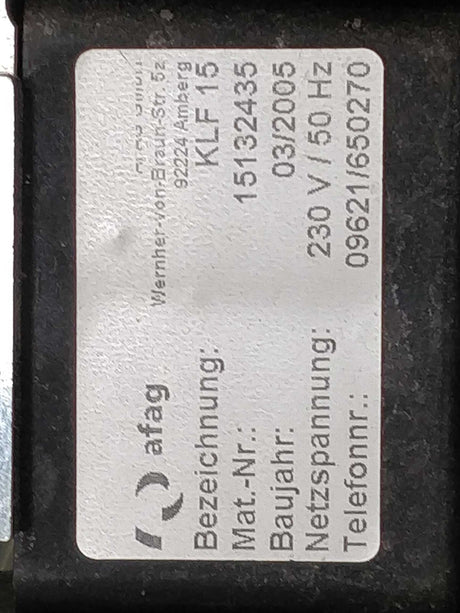 afag
Wernher-von-Braun-Str. 5z
92224 Amberg
Bezeichnung: KLF 15
Mat.-Nr.: 15132435
Baujahr: 03/2005
Netzspannung: 230 V / 50 Hz
Telefonnr.: 09621/650270